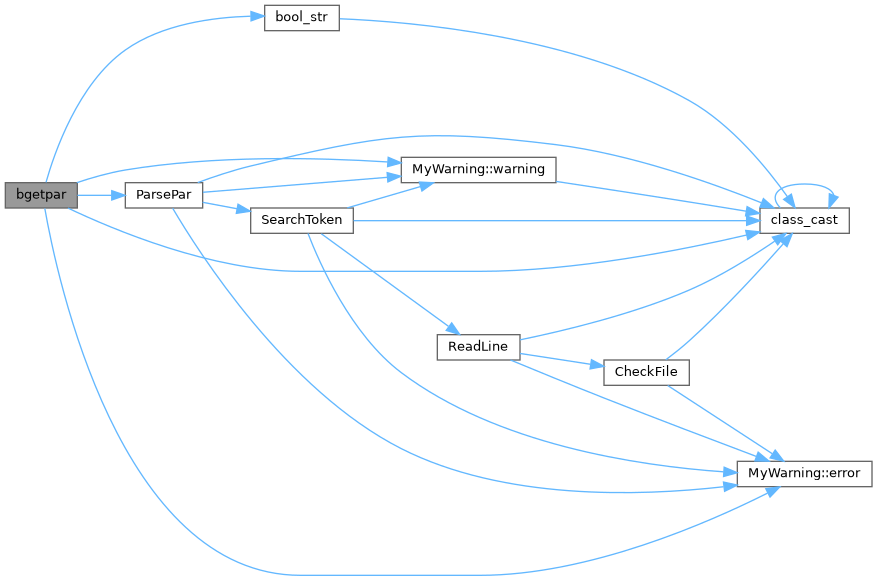 bool_str
MyWarning::warning
bgetpar
ParsePar
SearchToken
class_cast
ReadLine
CheckFile
MyWarning::error